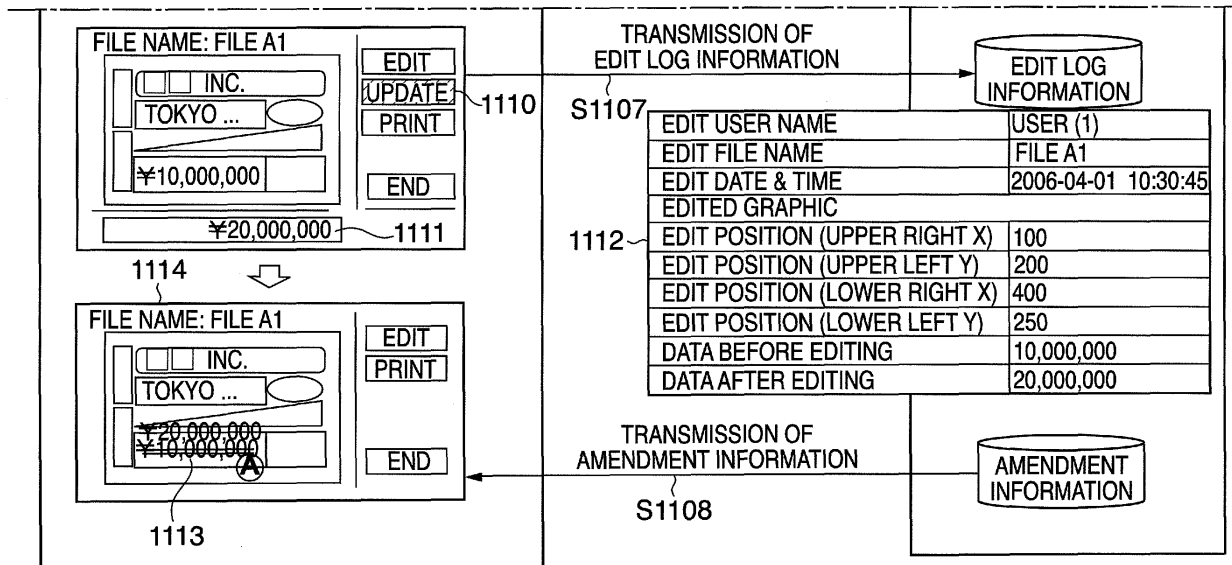 FILE NAME: FILE A1
INC.
TOKYO ...
¥10,000,000
EDIT
UPDATE
PRINT
END
1110
¥20,000,000
1111
TRANSMISSION OF
EDIT LOG INFORMATION
S1107
EDIT LOG
INFORMATION
EDIT USER NAME USER (1)
EDIT FILE NAME FILE A1
EDIT DATE & TIME 2006-04-01 10:30:45
EDITED GRAPHIC
1112
EDIT POSITION (UPPER RIGHT X) 100
EDIT POSITION (UPPER LEFT Y) 200
EDIT POSITION (LOWER RIGHT X) 400
EDIT POSITION (LOWER LEFT Y) 250
DATA BEFORE EDITING 10,000,000
DATA AFTER EDITING 20,000,000
1114
FILE NAME: FILE A1
INC.
TOKYO ...
¥20,000,000
¥10,000,000
A
EDIT
PRINT
END
1113
TRANSMISSION OF
AMENDMENT INFORMATION
S1108
AMENDMENT
INFORMATION